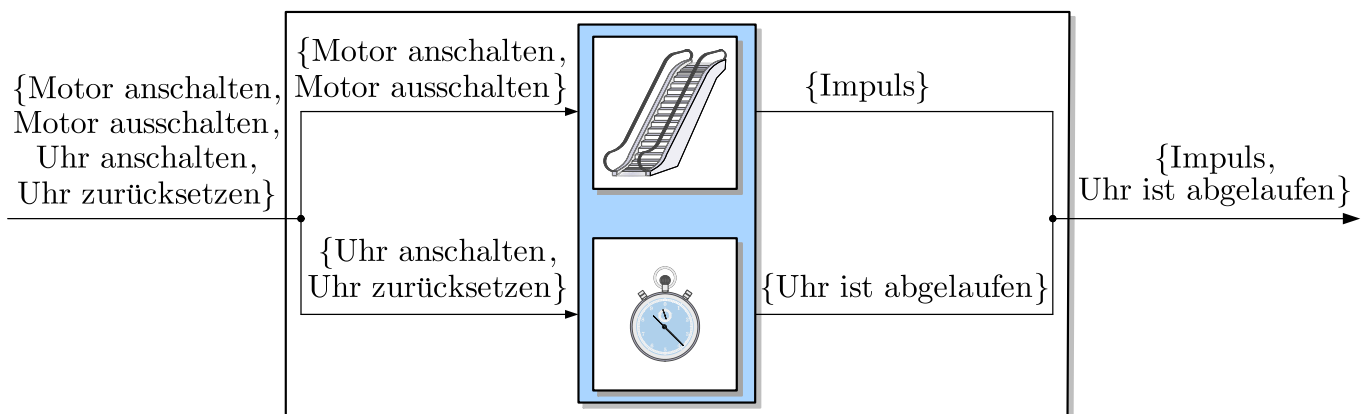 {Motor anschalten,
Motor ausschalten,
Uhr anschalten,
Uhr zurücksetzen}
{Motor anschalten,
Motor ausschalten}
{Uhr anschalten,
Uhr zurücksetzen}
{Impuls}
{Uhr ist abgelaufen}
{Impuls,
Uhr ist abgelaufen}